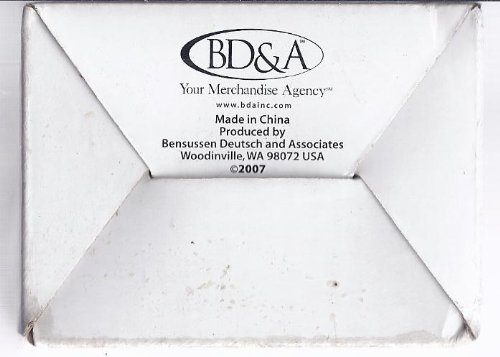 BD&A™
Your Merchandise Agency℠
www.bdainc.com
Made in China
Produced by
Bensussen Deutsch and Associates
Woodinville, WA 98072 USA
©2007